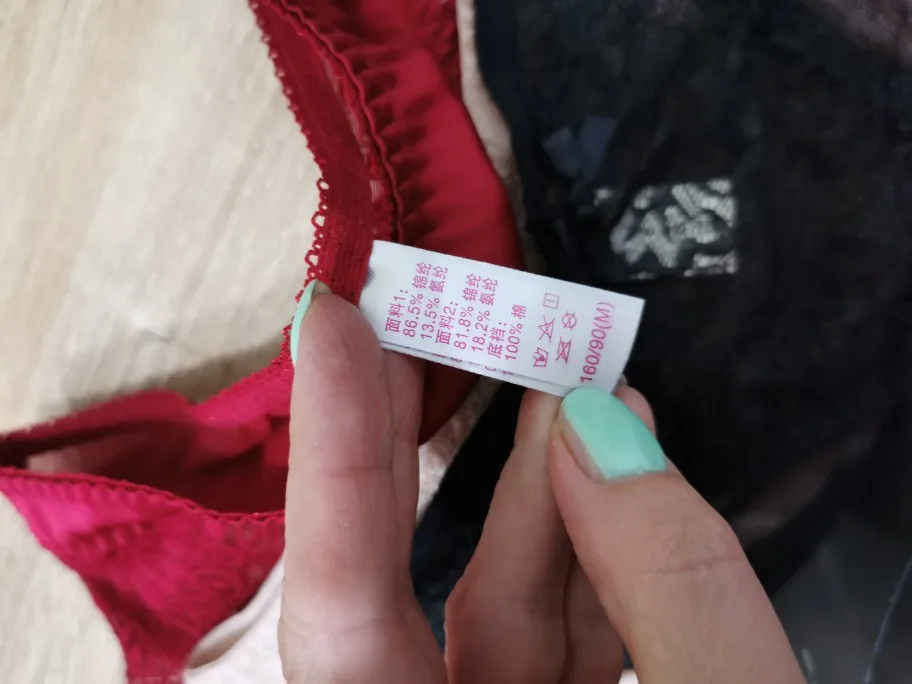 面料1:
86.5% 锦纶
13.5% 氨纶
面料2:
81.8% 锦纶
18.2% 氨纶
底裆:
100% 棉
160/90(M)